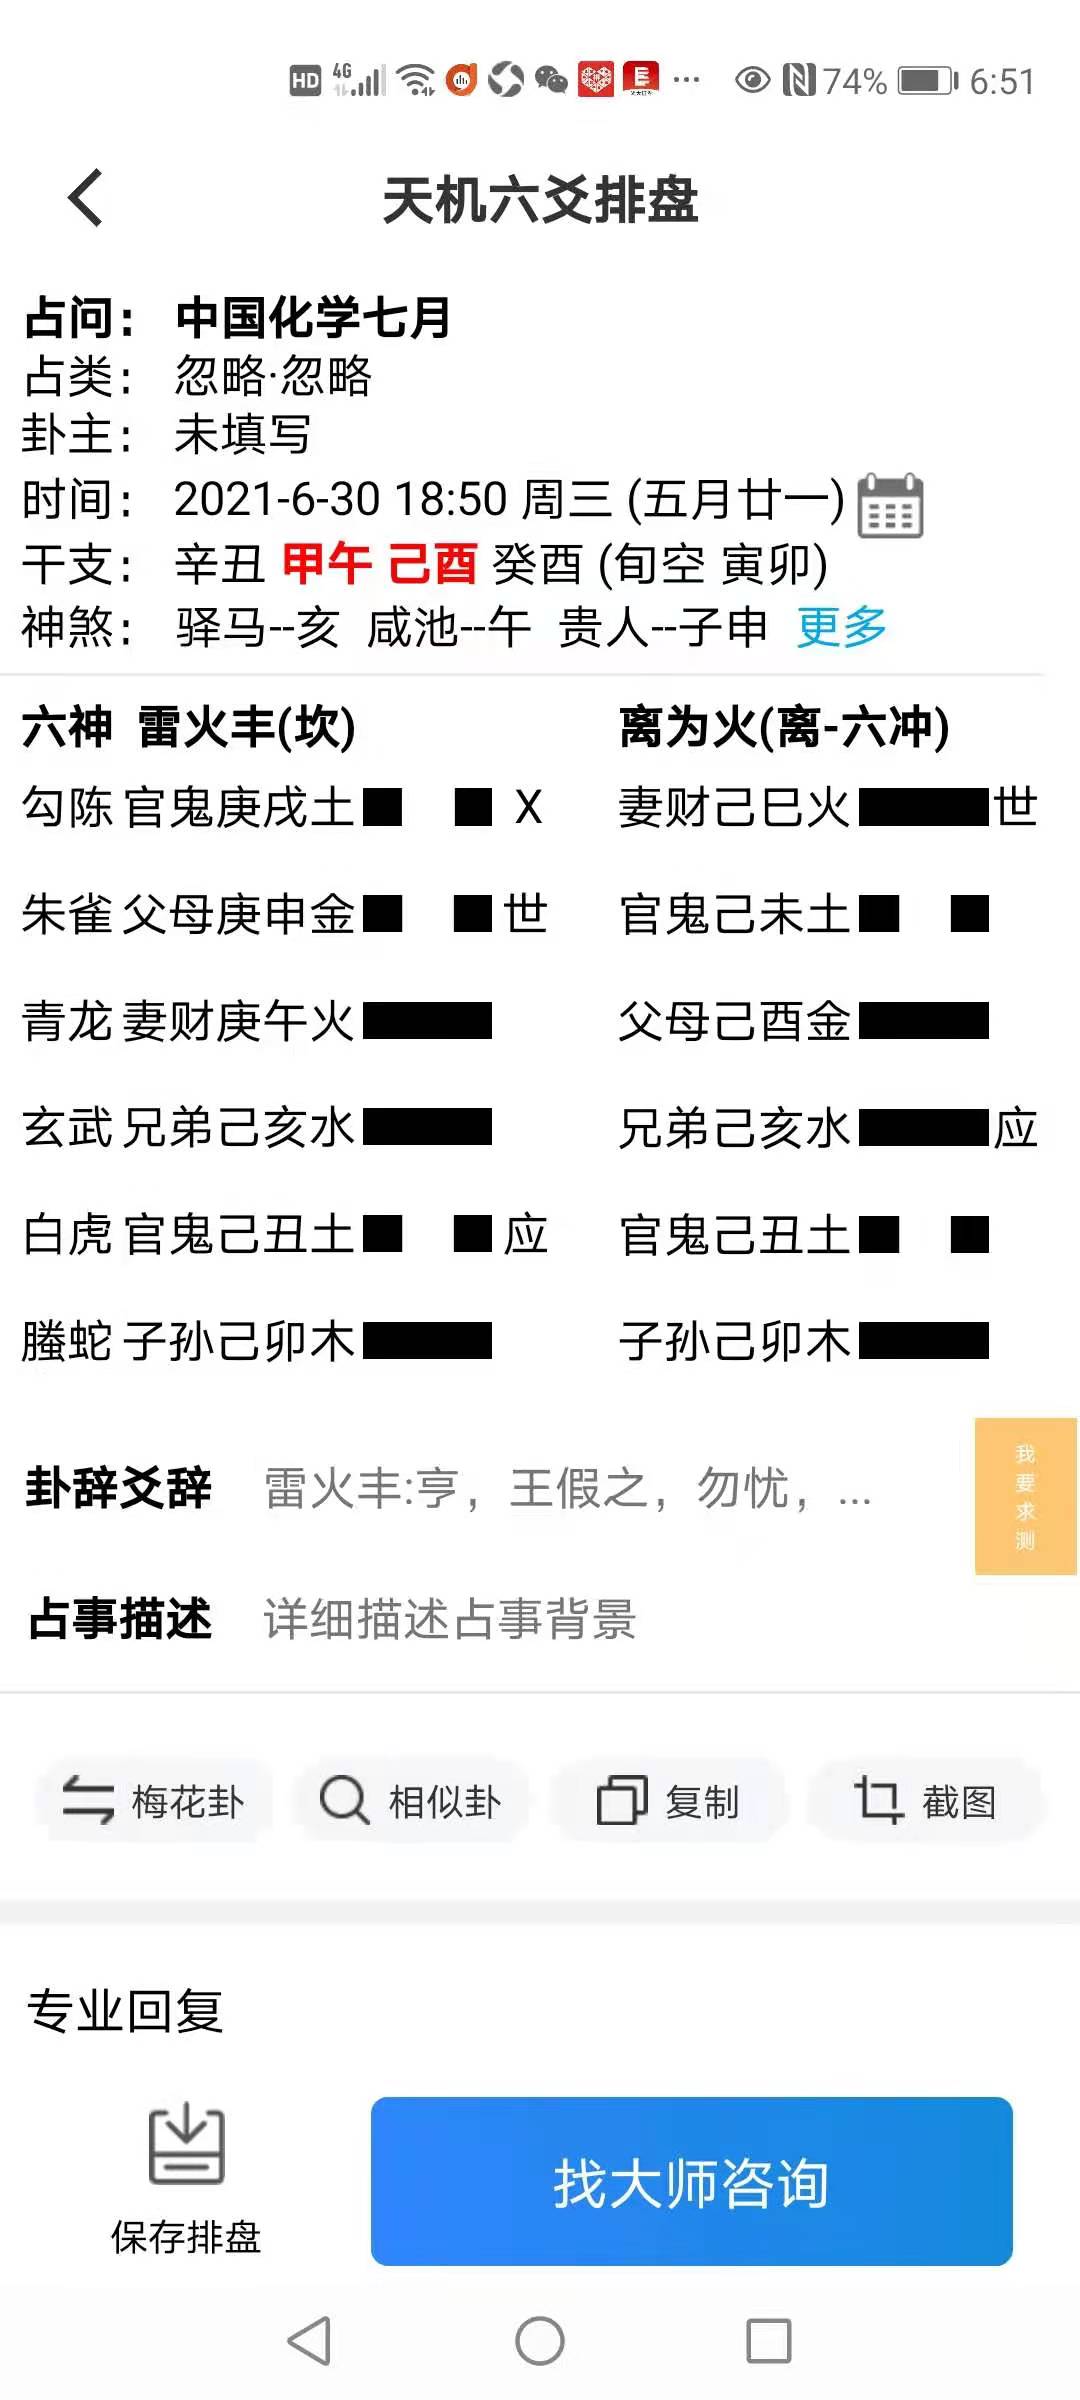 HD 4G 74% 6:51
天机六爻排盘
占问： 中国化学七月
占类： 忽略·忽略
卦主： 未填写
时间： 2021-6-30 18:50 周三 (五月廿一)
干支： 辛丑 甲午 己酉 癸酉 (旬空 寅卯)
神煞： 驿马--亥 咸池--午 贵人--子申 更多
六神 雷火丰(坎) 离为火(离-六冲)
勾陈 官鬼庚戌土 X 妻财己巳火 世
朱雀 父母庚申金 世 官鬼己未土
青龙 妻财庚午火 父母己酉金
玄武 兄弟己亥水 兄弟己亥水 应
白虎 官鬼己丑土 应 官鬼己丑土
螣蛇 子孙己卯木 子孙己卯木
卦辞爻辞 雷火丰:亨，王假之，勿忧，...
我要求测
占事描述 详细描述占事背景
梅花卦 相似卦 复制 截图
专业回复
保存排盘 找大师咨询